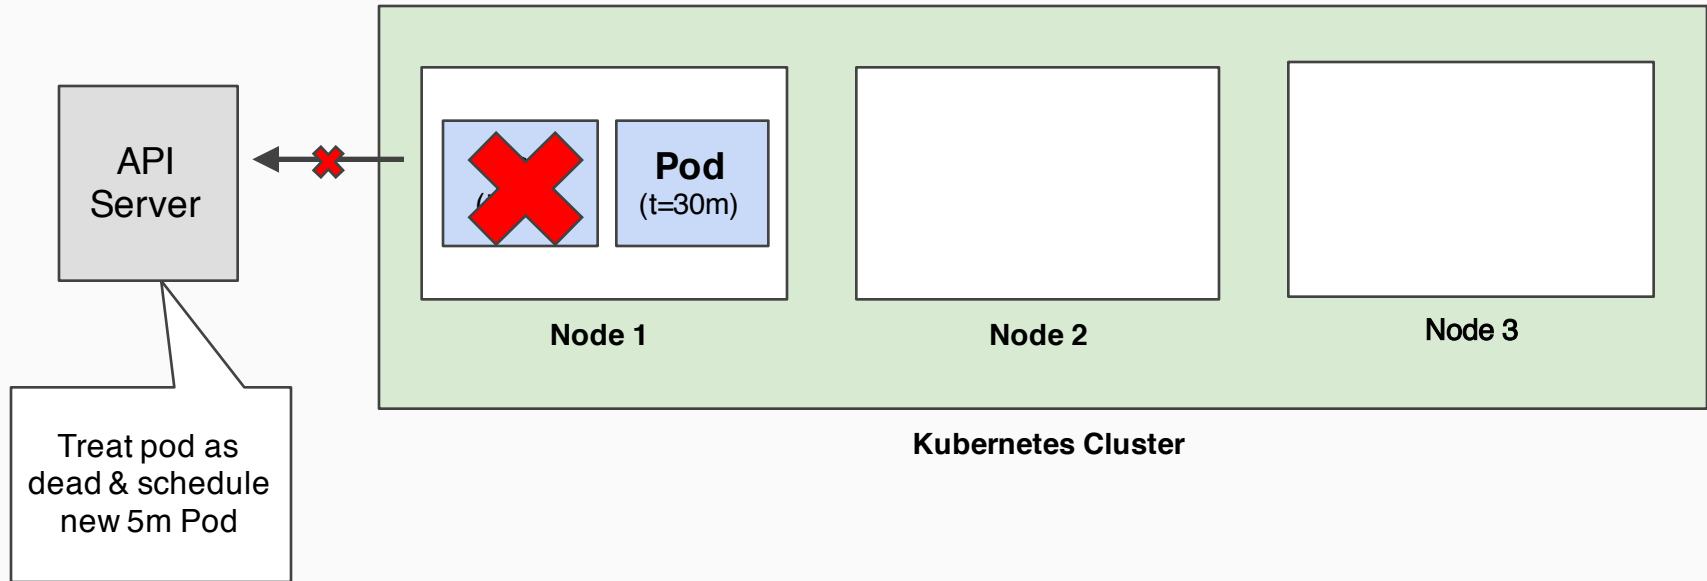 API
Server
Pod
(t=30m)
Node 1
Node 2
Node 3
Treat pod as
dead & schedule
new 5m Pod
Kubernetes Cluster